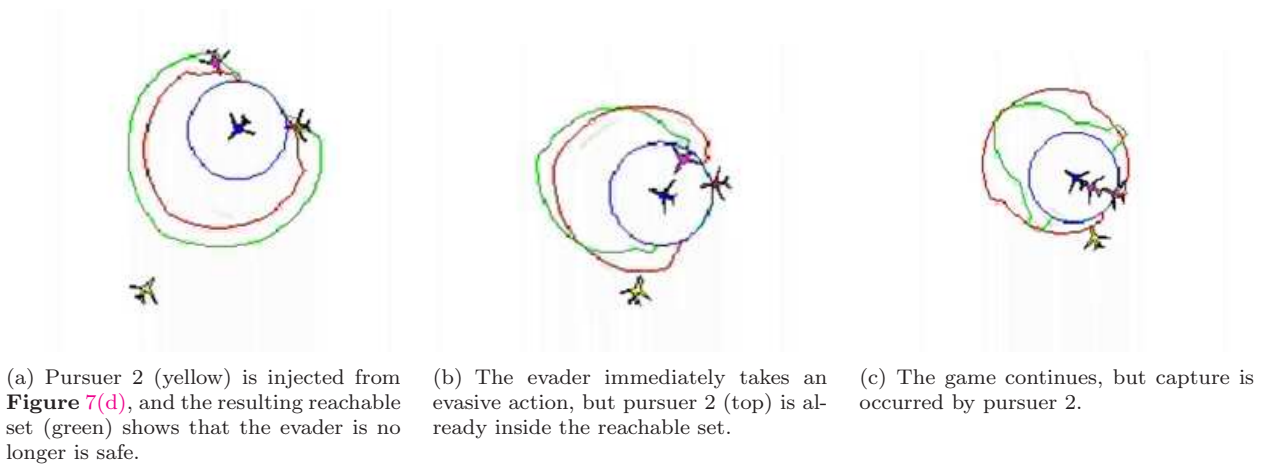 (a) Pursuer 2 (yellow) is injected from
Figure 7(d), and the resulting reachable
set (green) shows that the evader is no
longer is safe.
(b) The evader immediately takes an
evasive action, but pursuer 2 (top) is al-
ready inside the reachable set.
(c) The game continues, but capture is
occurred by pursuer 2.